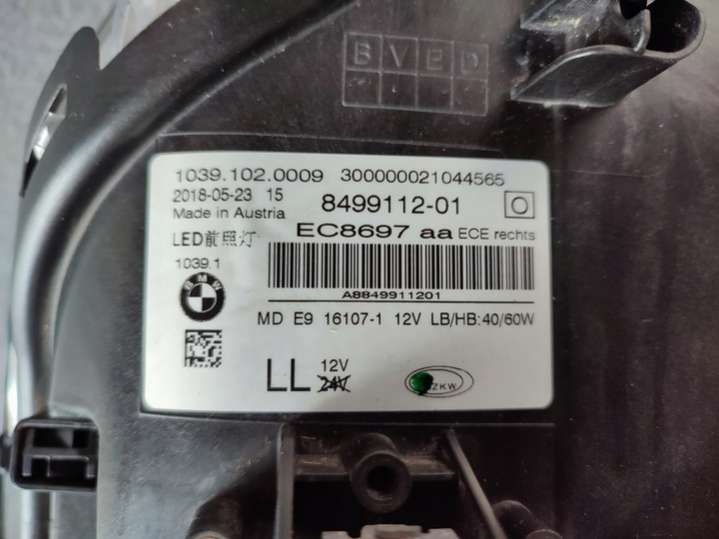 BVED
1039.102.0009 300000021044565
2018-05-23 15 8499112-01 O
Made in Austria
EC8697 aa ECE rechts
LED前照灯
1039.1
BMW
A8849911201
MD E9 16107-1 12V LB/HB:40/60W
LL 12V
24V
ZKW